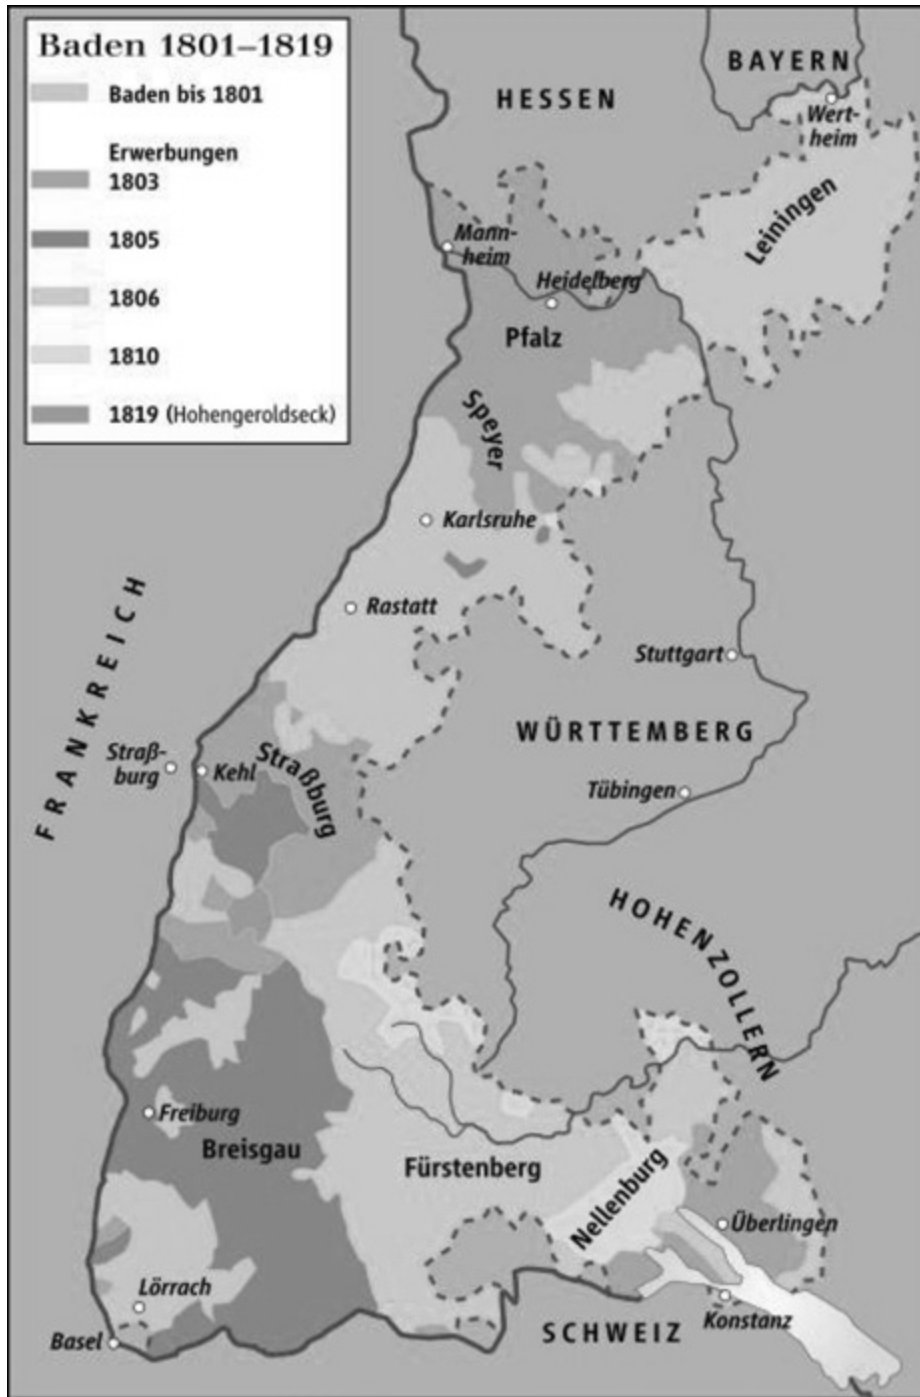 Baden 1801–1819
Baden bis 1801
Erwerbungen
1803
1805
1806
1810
1819 (Hohengeroldseck)
BAYERN
HESSEN
Wert-
heim
Leiningen
Mann-
heim
Heidelberg
Pfalz
Speyer
Karlsruhe
Rastatt
FRANKREICH
Stuttgart
WÜRTTEMBERG
Straß-
burg
Kehl
Straßburg
Tübingen
HOHENZOLLERN
Freiburg
Breisgau
Fürstenberg
Nellenburg
Überlingen
Lörrach
Konstanz
Basel
SCHWEIZ